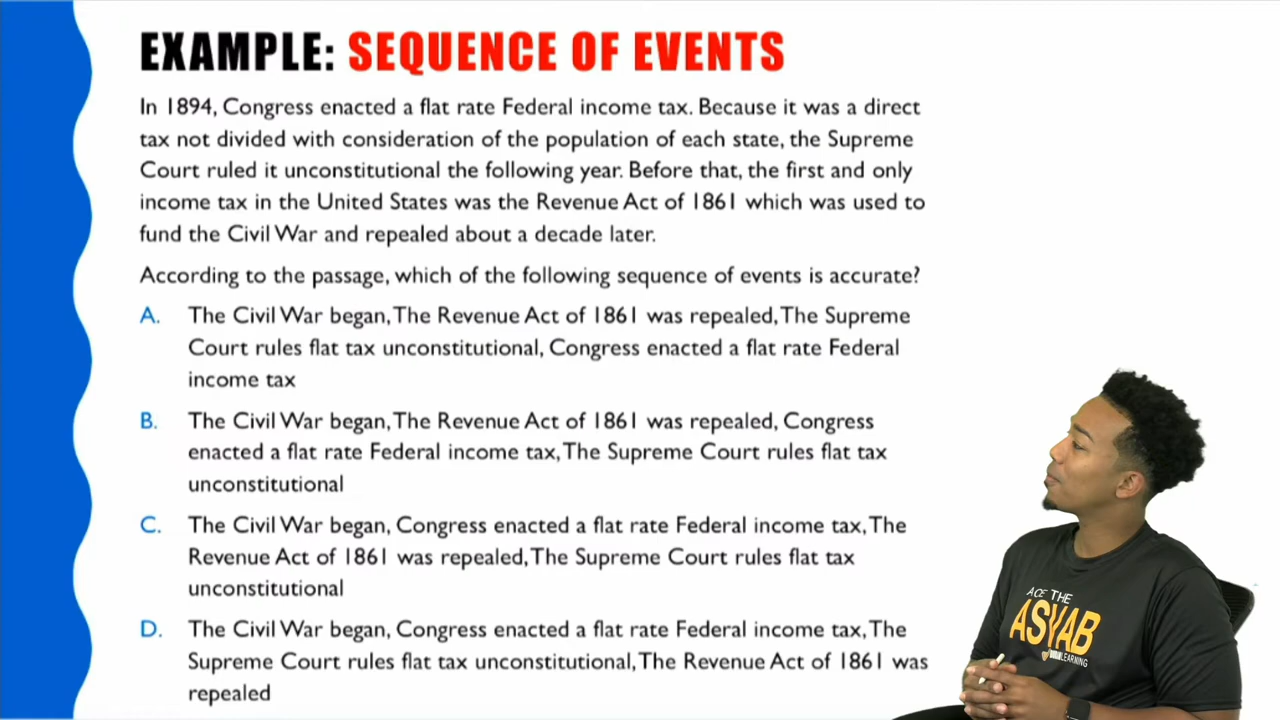 EXAMPLE: SEQUENCE OF EVENTS
In 1894, Congress enacted a flat rate Federal income tax. Because it was a direct
tax not divided with consideration of the population of each state, the Supreme
Court ruled it unconstitutional the following year. Before that, the first and only
income tax in the United States was the Revenue Act of 1861 which was used to
fund the Civil War and repealed about a decade later.
According to the passage, which of the following sequence of events is accurate?
A. The Civil War began, The Revenue Act of 1861 was repealed, The Supreme
Court rules flat tax unconstitutional, Congress enacted a flat rate Federal
income tax
B. The Civil War began, The Revenue Act of 1861 was repealed, Congress
enacted a flat rate Federal income tax, The Supreme Court rules flat tax
unconstitutional
C. The Civil War began, Congress enacted a flat rate Federal income tax, The
Revenue Act of 1861 was repealed, The Supreme Court rules flat tax
unconstitutional
D. The Civil War began, Congress enacted a flat rate Federal income tax, The
Supreme Court rules flat tax unconstitutional, The Revenue Act of 1861 was
repealed
ACE THE
ASVAB
LEARNING